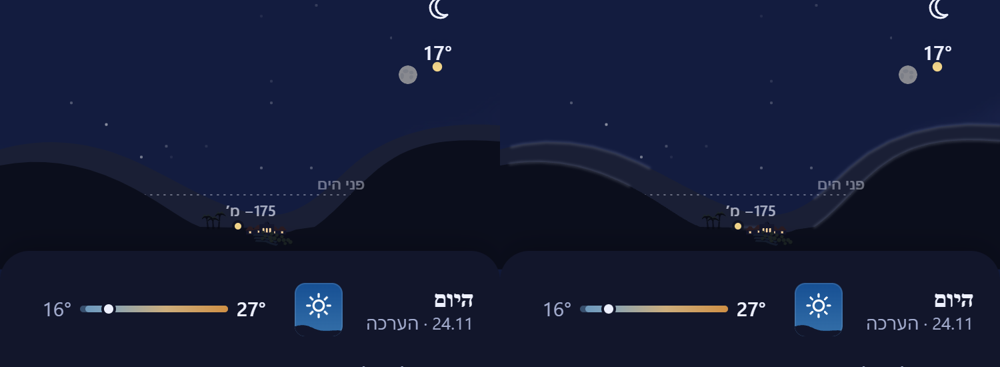 17°
17°
פני הים
פני הים
−175 מ׳
−175 מ׳
היום
24.11 · הערכה
27°
16°
היום
24.11 · הערכה
27°
16°